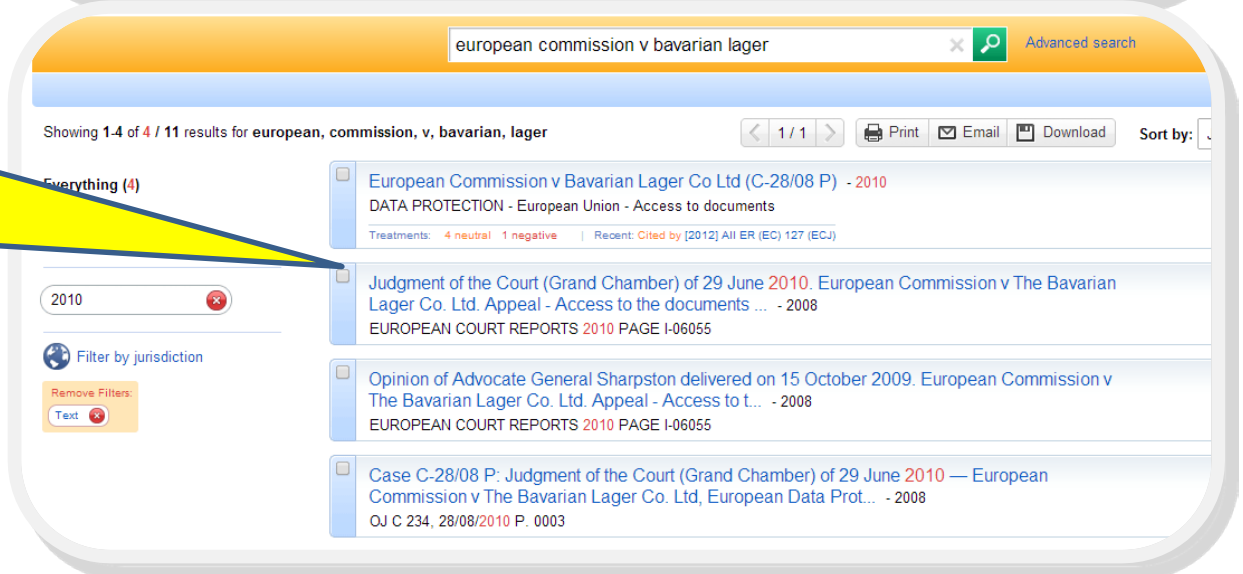 european commission v bavarian lager
Advanced search
Showing 1-4 of 4 / 11 results for european, commission, v, bavarian, lager
1 / 1
Print
Email
Download
Sort by:
Everything (4)
2010
Filter by jurisdiction
Remove Filters:
Text
European Commission v Bavarian Lager Co Ltd (C-28/08 P) - 2010
DATA PROTECTION - European Union - Access to documents
Treatments: 4 neutral 1 negative | Recent: Cited by [2012] All ER (EC) 127 (ECJ)
Judgment of the Court (Grand Chamber) of 29 June 2010. European Commission v The Bavarian
Lager Co. Ltd. Appeal - Access to the documents ... - 2008
EUROPEAN COURT REPORTS 2010 PAGE I-06055
Opinion of Advocate General Sharpston delivered on 15 October 2009. European Commission v
The Bavarian Lager Co. Ltd. Appeal - Access to t... - 2008
EUROPEAN COURT REPORTS 2010 PAGE I-06055
Case C-28/08 P: Judgment of the Court (Grand Chamber) of 29 June 2010 — European
Commission v The Bavarian Lager Co. Ltd, European Data Prot... - 2008
OJ C 234, 28/08/2010 P. 0003